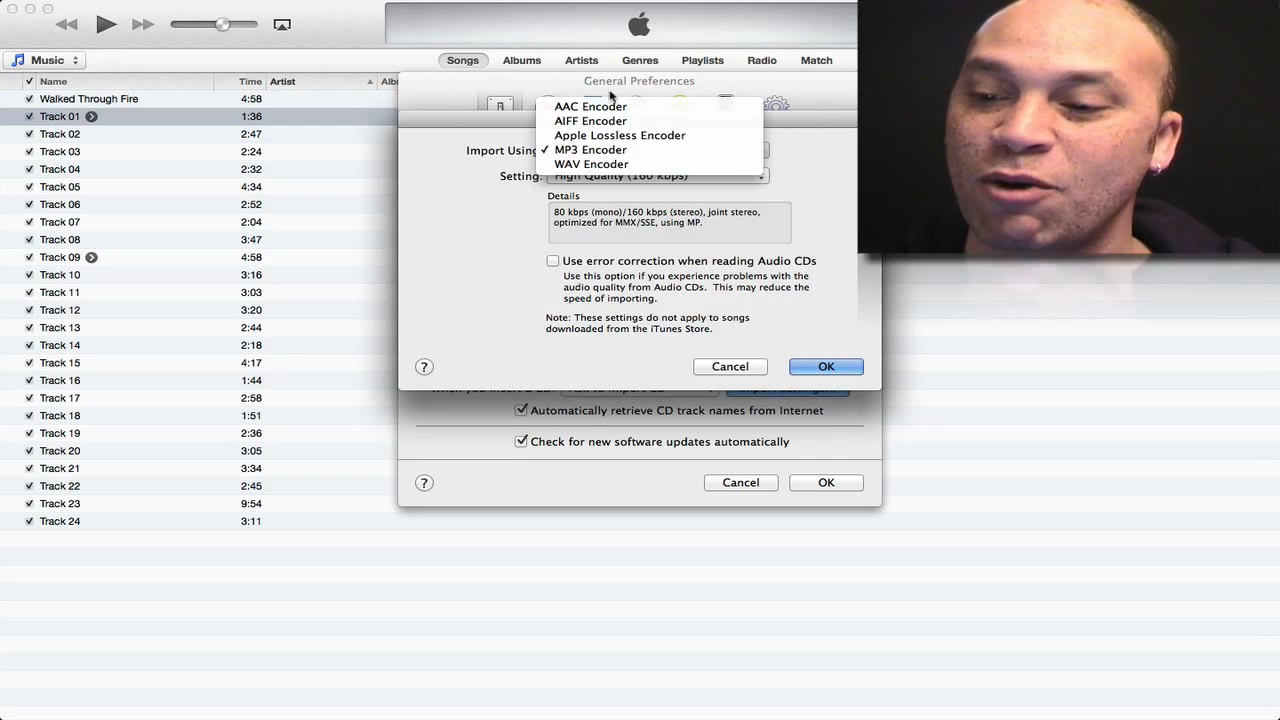 Music
Songs Albums Artists Genres Playlists Radio Match
Name Time Artist
General Preferences
Walked Through Fire 4:58
Track 01 1:36
Track 02 2:47
Track 03 2:24
Track 04 2:32
Track 05 4:34
Track 06 2:52
Track 07 2:04
Track 08 3:47
Track 09 4:58
Track 10 3:16
Track 11 3:03
Track 12 3:20
Track 13 2:44
Track 14 2:18
Track 15 4:17
Track 16 1:44
Track 17 2:58
Track 18 1:51
Track 19 2:36
Track 20 3:05
Track 21 3:34
Track 22 2:45
Track 23 9:54
Track 24 3:11
AAC Encoder
AIFF Encoder
Apple Lossless Encoder
Import Using
✓ MP3 Encoder
WAV Encoder
Setting: High Quality (160 kbps)
Details
80 kbps (mono)/160 kbps (stereo), joint stereo,
optimized for MMX/SSE, using MP.
Use error correction when reading Audio CDs
Use this option if you experience problems with the
audio quality from Audio CDs. This may reduce the
speed of importing.
Note: These settings do not apply to songs
downloaded from the iTunes Store.
? Cancel OK
Automatically retrieve CD track names from Internet
Check for new software updates automatically
? Cancel OK